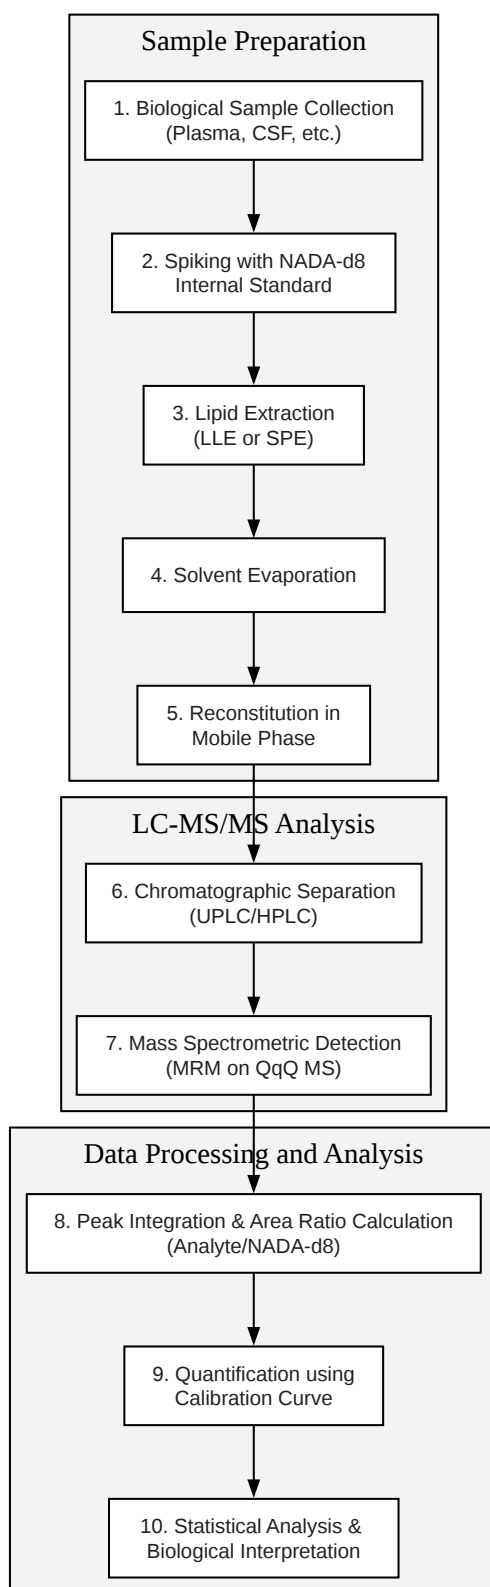 Sample Preparation
1. Biological Sample Collection
(Plasma, CSF, etc.)
2. Spiking with NADA-d8
Internal Standard
3. Lipid Extraction
(LLE or SPE)
4. Solvent Evaporation
5. Reconstitution in
Mobile Phase
LC-MS/MS Analysis
6. Chromatographic Separation
(UPLC/HPLC)
7. Mass Spectrometric Detection
(MRM on QqQ MS)
Data Processing and Analysis
8. Peak Integration & Area Ratio Calculation
(Analyte/NADA-d8)
9. Quantification using
Calibration Curve
10. Statistical Analysis &
Biological Interpretation